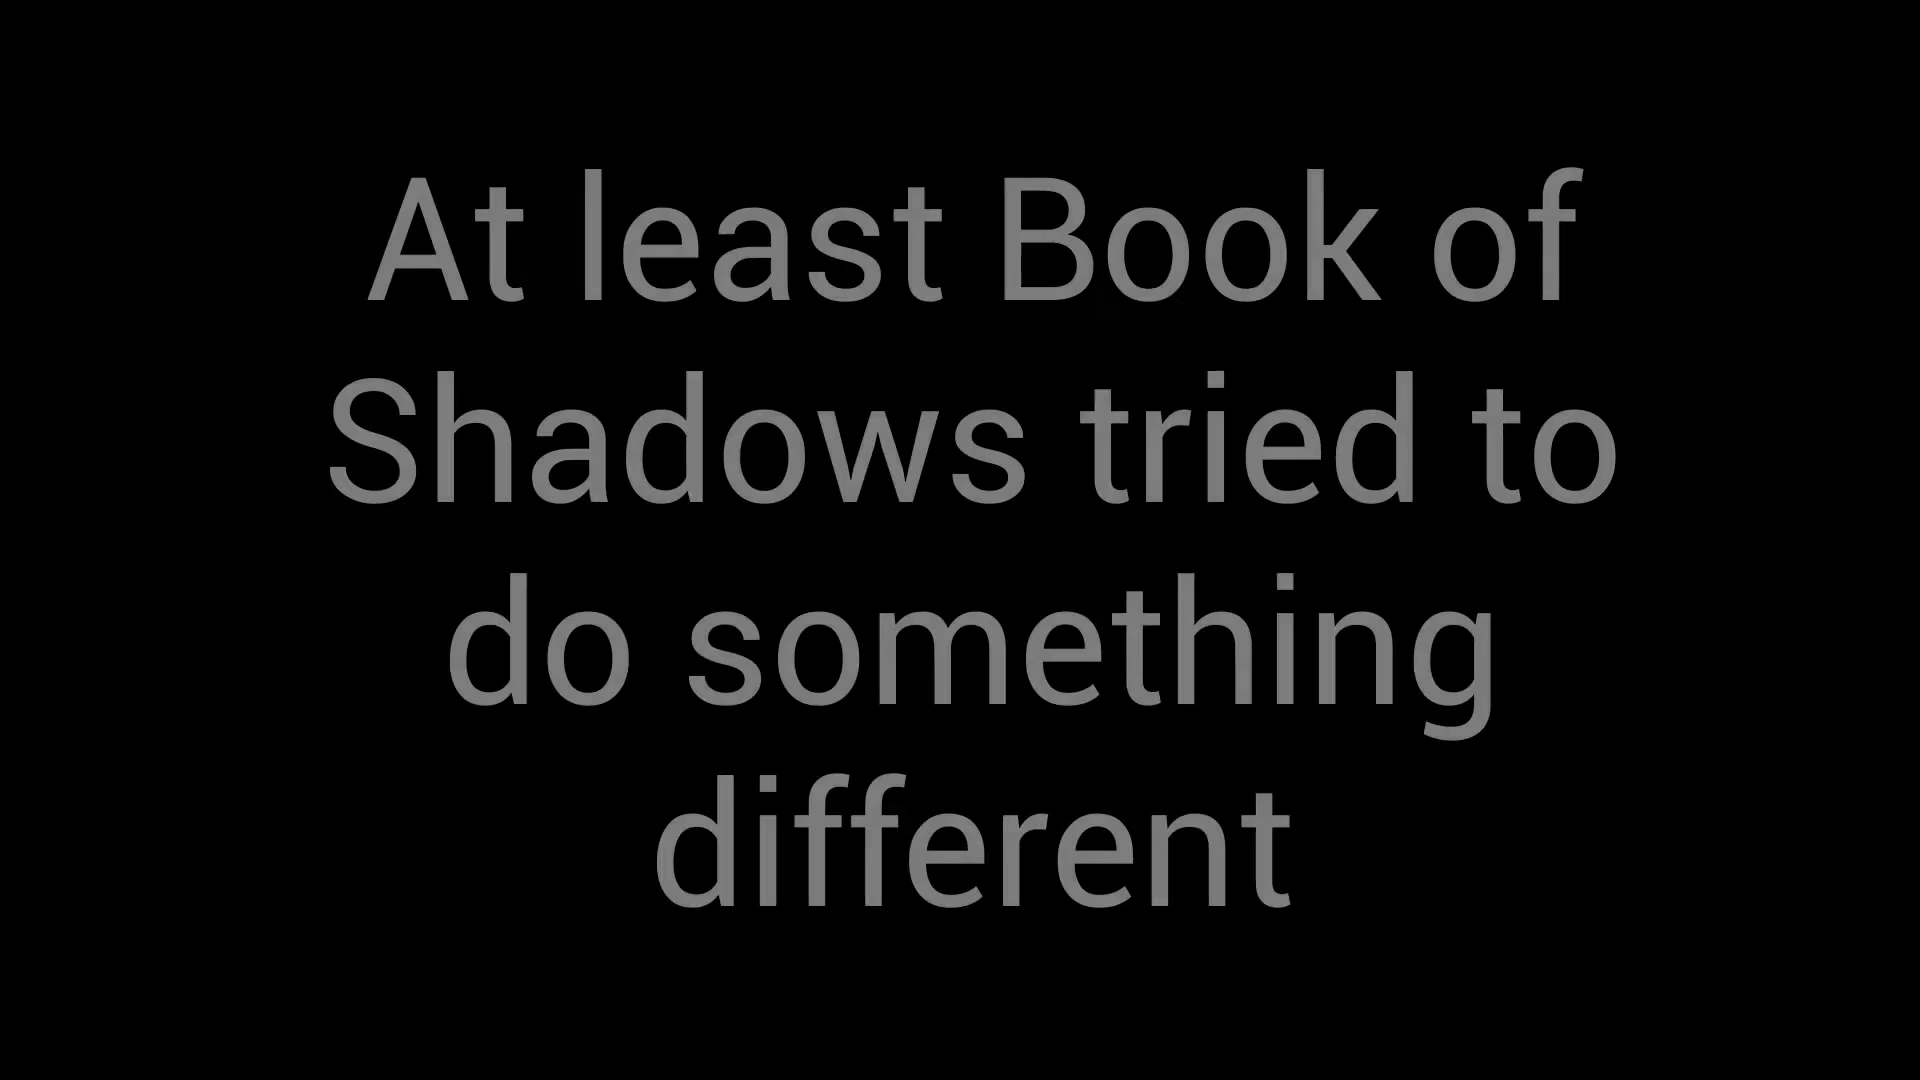 At least Book of
Shadows tried to
do something
different